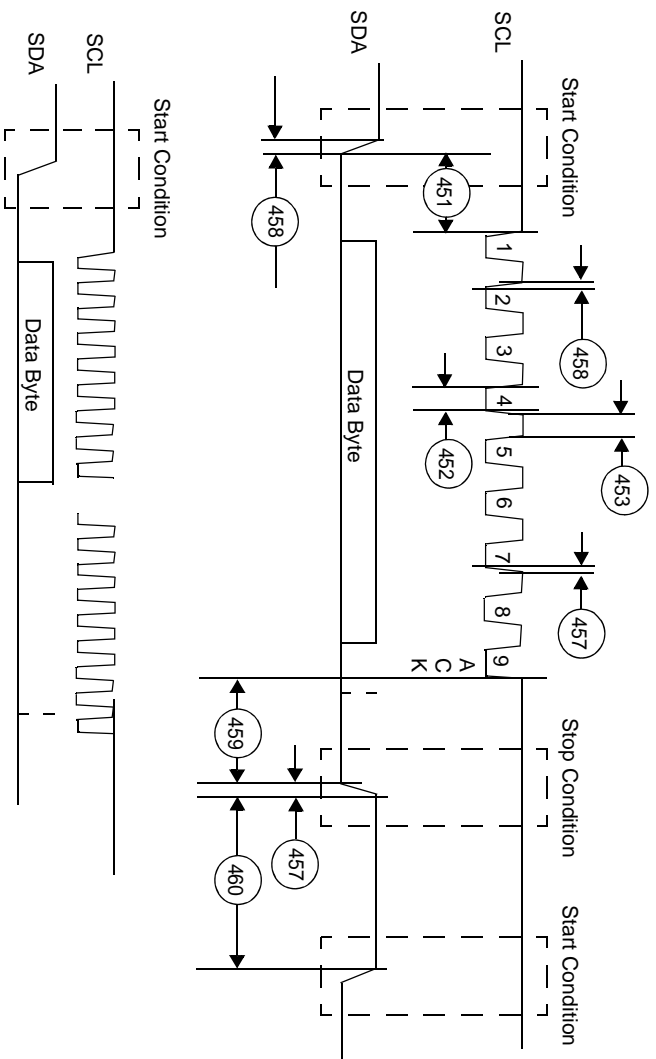 Start Condition
Stop Condition
Start Condition
458
453
457
SCL
1
2
3
4
5
6
7
8
9
A
C
K
451
452
SDA
Data Byte
458
459
457
460
Start Condition
SCL
SDA
Data Byte